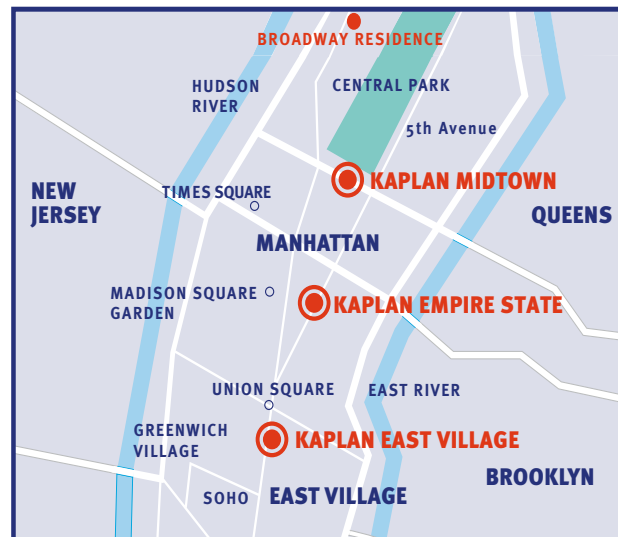 BROADWAY RESIDENCE
HUDSON
RIVER
CENTRAL PARK
5th Avenue
KAPLAN MIDTOWN
NEW
JERSEY
TIMES SQUARE
QUEENS
MANHATTAN
MADISON SQUARE
GARDEN
KAPLAN EMPIRE STATE
UNION SQUARE
EAST RIVER
GREENWICH
VILLAGE
KAPLAN EAST VILLAGE
BROOKLYN
SOHO
EAST VILLAGE